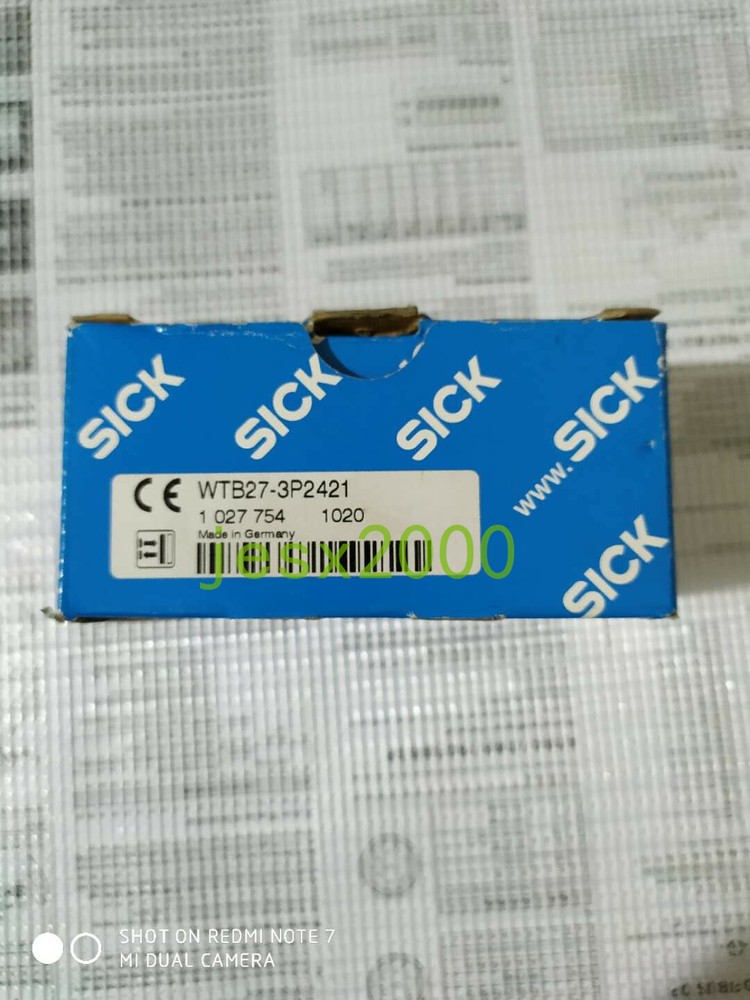 SICK
SICK
SICK
www.SICK
CE WTB27-3P2421
1 027 754 1020
Made in Germany
jesx2000
SICK
SHOT ON REDMI NOTE 7
MI DUAL CAMERA